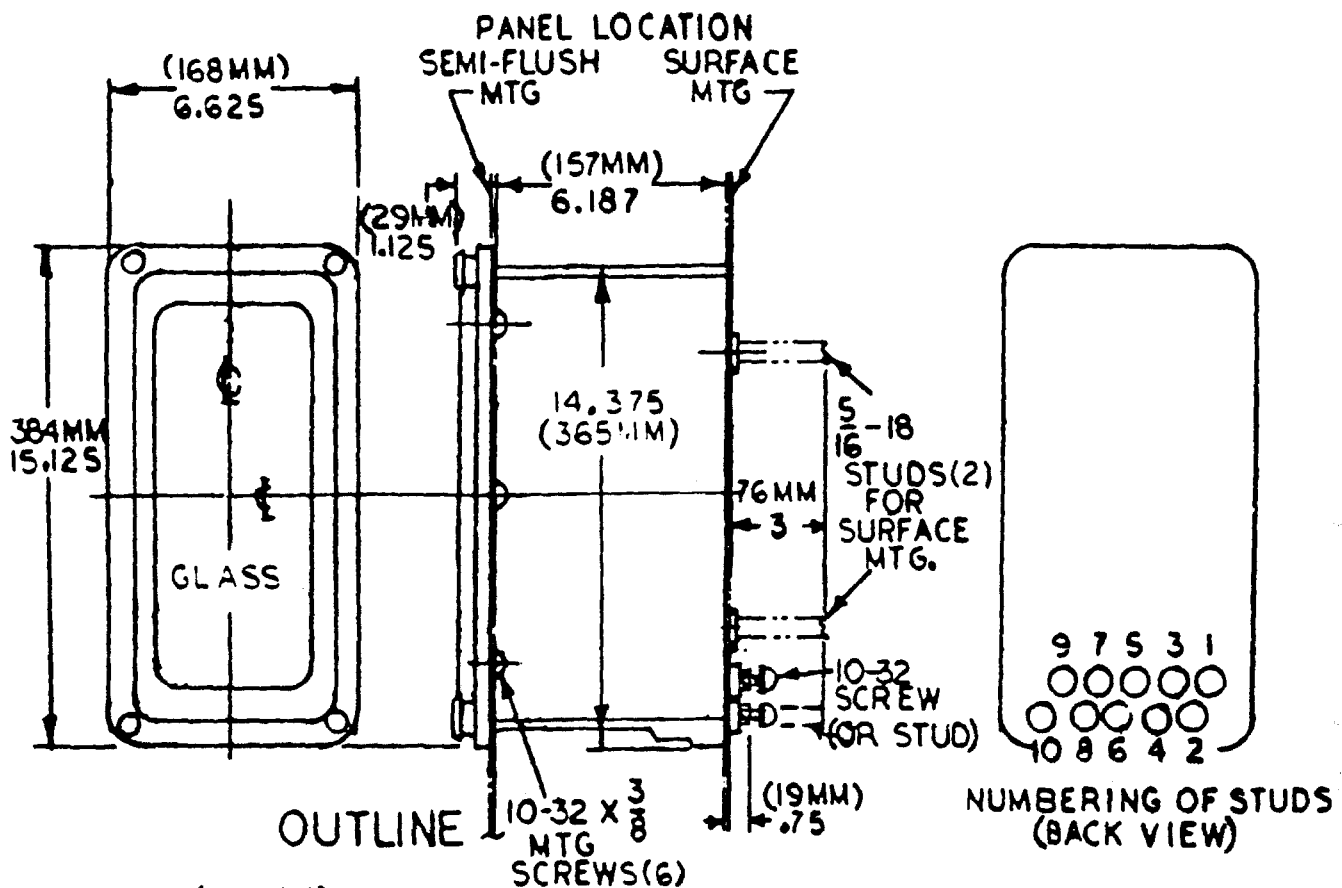 PANEL LOCATION
SEMI-FLUSH
MTG
SURFACE
MTG
(168MM)
6.625
(157MM)
6.187
(29MM)
1.125
384MM
15.125
14.375
(365MM)
GLASS
5/16-18
STUDS(2)
FOR
SURFACE
MTG.
76MM
3
10-32
SCREW
(OR STUD)
(19MM)
.75
10-32 X 3/8
MTG
SCREWS(6)
OUTLINE
9 7 5 3 1
10 8 6 4 2
NUMBERING OF STUDS
(BACK VIEW)